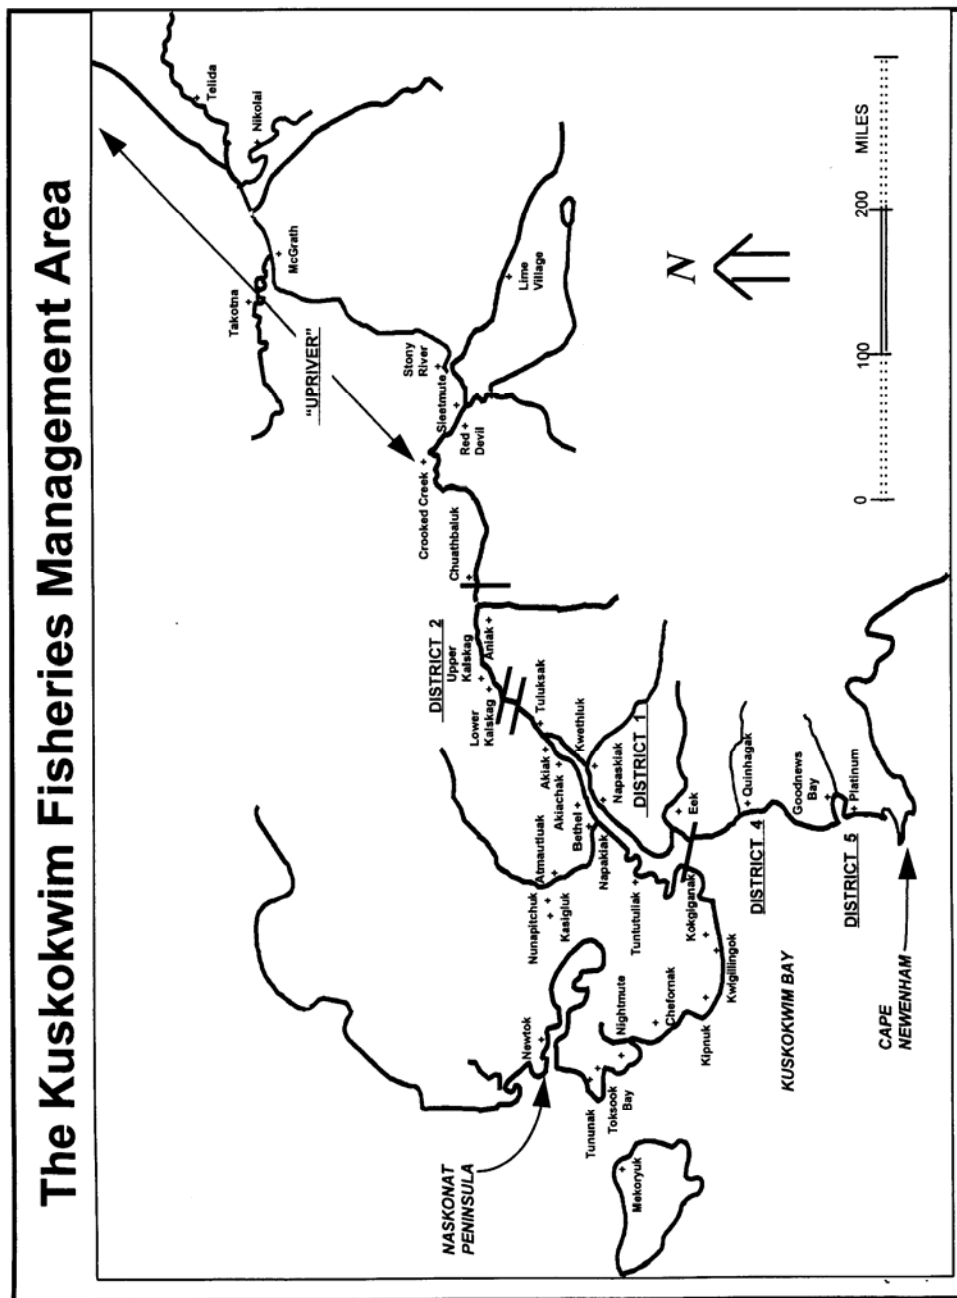 The Kuskokwim Fisheries Management Area
Telida
Nikolai
McGrath
Takotna
"UPRIVER"
Lime
Village
Stony
River
Sleetmute
Red
Devil
Crooked Creek
Chuathbaluk
DISTRICT 2
Upper
Kalskag
Aniak
Lower
Kalskag
Tuluksak
Akiak
Kwethluk
Akiachak
Napaskiak
DISTRICT 1
Bethel
Atmautluak
Napakiak
Nunapitchuk
Kasigluk
Tuntutuliak
Eek
Kokgiganak
Kwigillingok
Kipnuk
Chefornak
Nightmute
Newtok
Toksook
Bay
Tununak
Mekoryuk
NASKONAT
PENINSULA
Quinhagak
DISTRICT 4
Goodnews
Bay
Platinum
DISTRICT 5
KUSKOKWIM BAY
CAPE
NEWENHAM
N
0
100
200
MILES